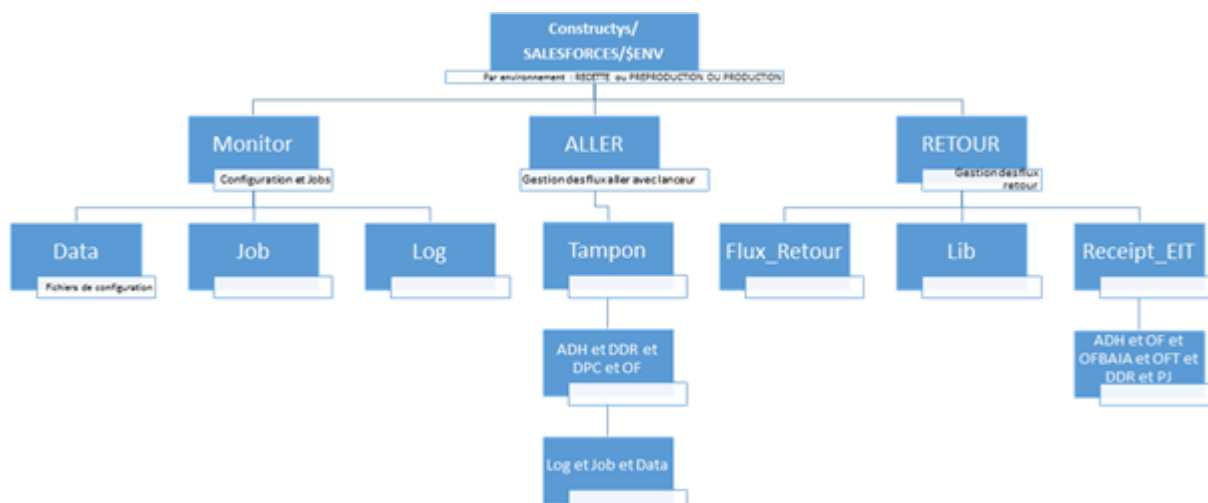 Constructys/
SALESFORCES/$ENV
Par environnement : RECETTE ou PREPRODUCTION OU PRODUCTION
Monitor
Configuration et Jobs
ALLER
Gestion des flux aller avec lanceur
RETOUR
Gestion des flux
retour
Data
Fichiers de configuration
Job
Log
Tampon
Flux_Retour
Lib
Receipt_EIT
ADH et DDR et
DPC et OF
ADH et OF et
OFBAIA et OFT et
DDR et PJ
Log et Job et Data